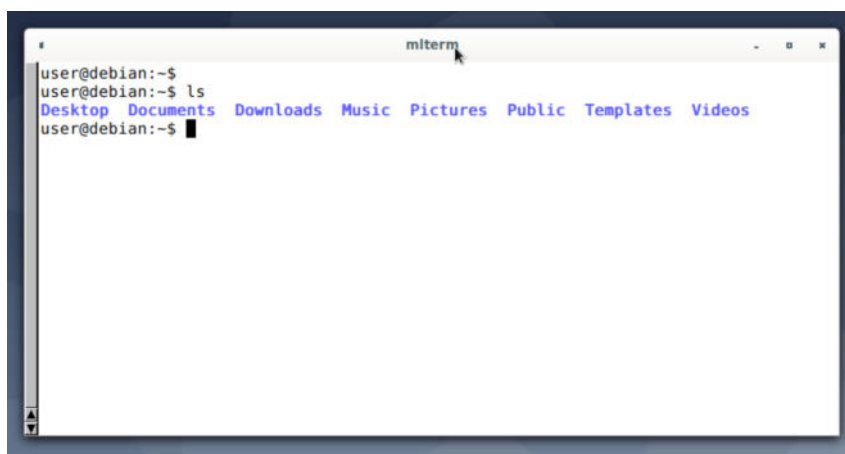 mlterm
user@debian:~$
user@debian:~$ ls
Desktop  Documents  Downloads  Music  Pictures  Public  Templates  Videos
user@debian:~$